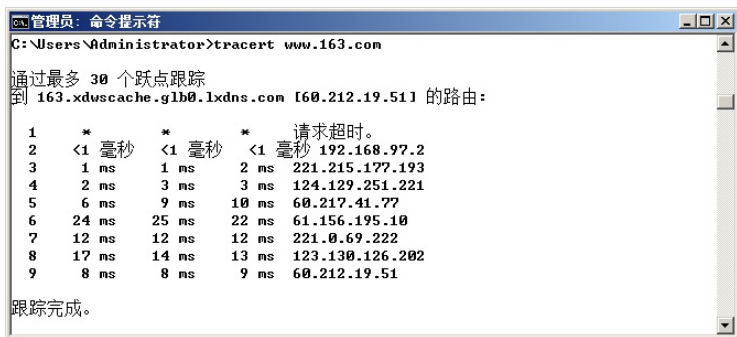 管理员: 命令提示符
C:\Users\Administrator>tracert www.163.com
通过最多 30 个跃点跟踪
到 163.xdwscache.glb0.lxdns.com [60.212.19.51] 的路由:
1 * * * 请求超时。
2 <1 毫秒 <1 毫秒 <1 毫秒 192.168.97.2
3 1 ms 1 ms 2 ms 221.215.177.193
4 2 ms 3 ms 3 ms 124.129.251.221
5 6 ms 9 ms 10 ms 60.217.41.77
6 24 ms 25 ms 22 ms 61.156.195.10
7 12 ms 12 ms 12 ms 221.0.69.222
8 17 ms 14 ms 13 ms 123.130.126.202
9 8 ms 8 ms 9 ms 60.212.19.51
跟踪完成。